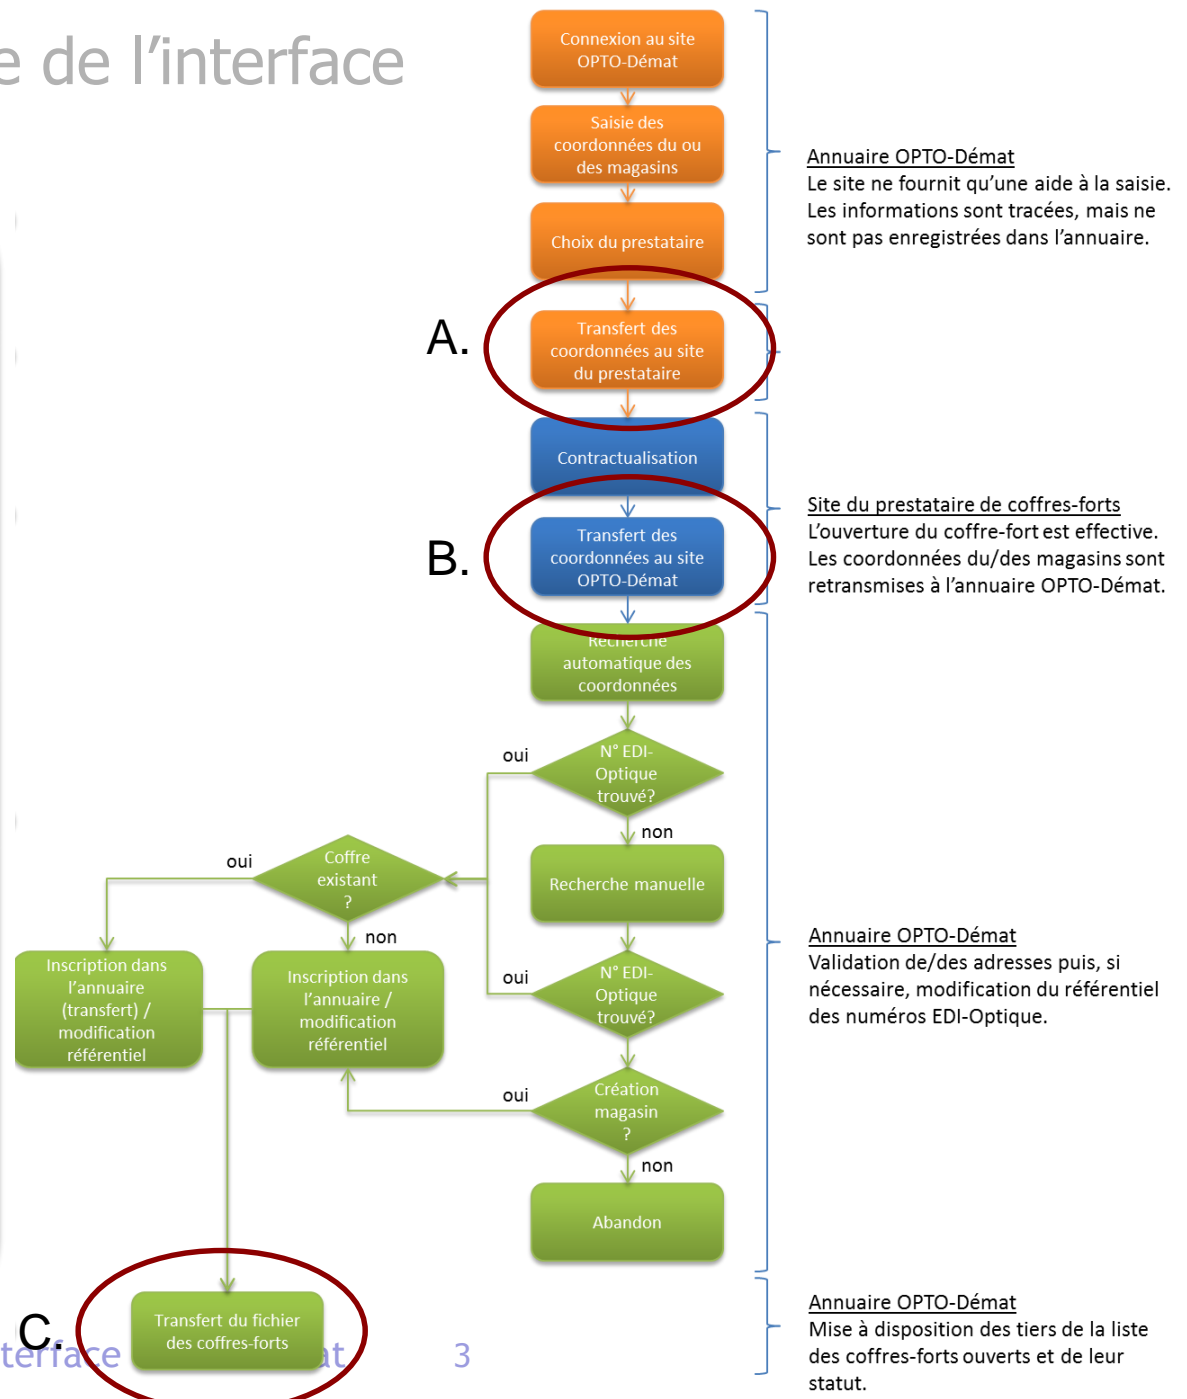 e de l'interface
Connexion au site
OPTO-Démat
Saisie des
coordonnées du ou
des magasins
Choix du prestataire
Annuaire OPTO-Démat
Le site ne fournit qu'une aide à la saisie.
Les informations sont tracées, mais ne
sont pas enregistrées dans l'annuaire.
A.
Transfert des
coordonnées au site
du prestataire
Contractualisation
B.
Transfert des
coordonnées au site
OPTO-Démat
Site du prestataire de coffres-forts
L'ouverture du coffre-fort est effective.
Les coordonnées du/des magasins sont
retransmises à l'annuaire OPTO-Démat.
Recherche
automatique des
coordonnées
N° EDI-
Optique
trouvé?
oui
non
Recherche manuelle
Coffre
existant
?
oui
non
N° EDI-
Optique
trouvé?
oui
Inscription dans
l'annuaire
(transfert) /
modification
référentiel
Inscription dans
l'annuaire /
modification
référentiel
Annuaire OPTO-Démat
Validation de/des adresses puis, si
nécessaire, modification du référentiel
des numéros EDI-Optique.
Création
magasin
?
oui
non
Abandon
C.
Transfert du fichier
des coffres-forts
Annuaire OPTO-Démat
Mise à disposition des tiers de la liste
des coffres-forts ouverts et de leur
statut.
terface at 3